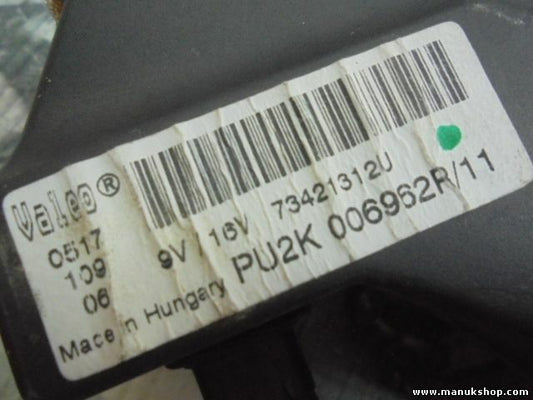 Valeo®
0517
109
06
9V 16V 73421312U
PU2K 006962R/11
Made in Hungary
www.manukshop.com